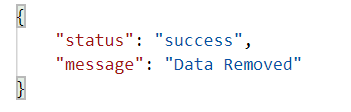 {
    "status": "success",
    "message": "Data Removed"
}